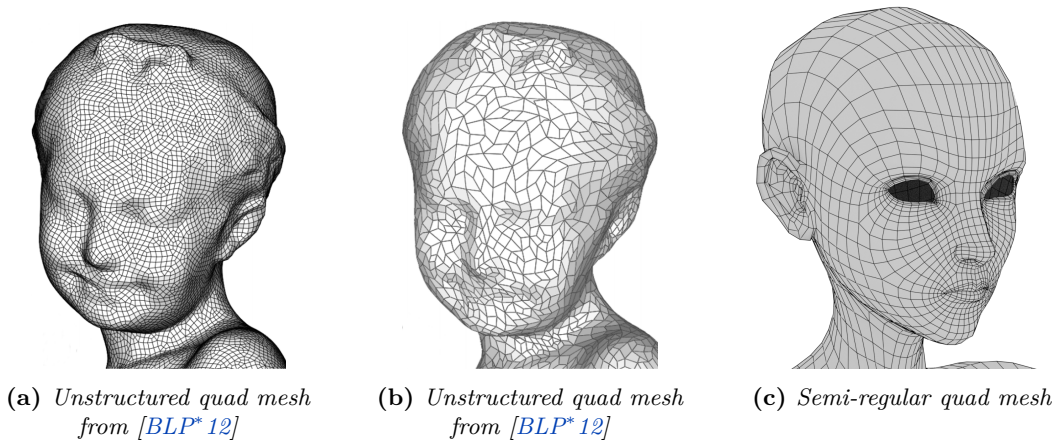 (a) Unstructured quad mesh
from [BLP*12]
(b) Unstructured quad mesh
from [BLP*12]
(c) Semi-regular quad mesh